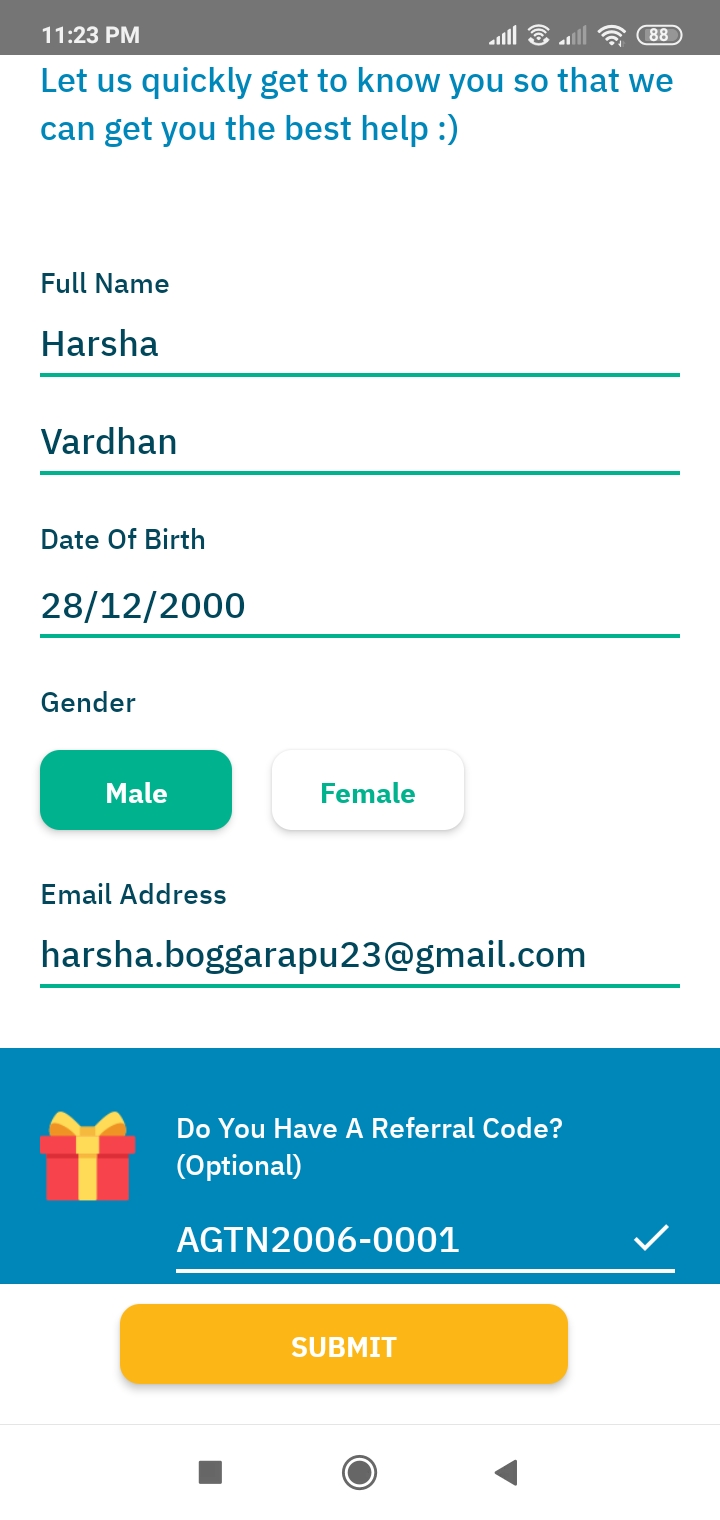 11:23 PM
88
Let us quickly get to know you so that we
can get you the best help :)
Full Name
Harsha
Vardhan
Date Of Birth
28/12/2000
Gender
Male Female
Email Address
harsha.boggarapu23@gmail.com
Do You Have A Referral Code?
(Optional)
AGTN2006-0001
SUBMIT